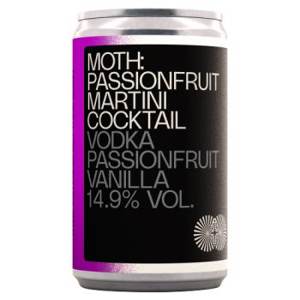 MOTH:
PASSIONFRUIT
MARTINI
COCKTAIL
VODKA
PASSIONFRUIT
VANILLA
14.9% VOL.